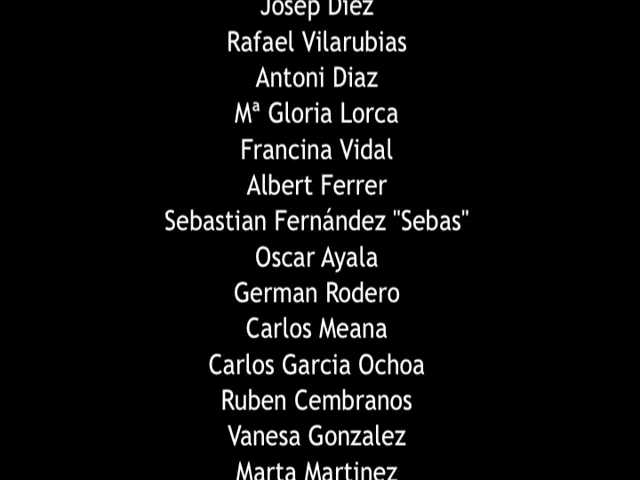 Josep Diez
Rafael Vilarubias
Antoni Diaz
Mª Gloria Lorca
Francina Vidal
Albert Ferrer
Sebastian Fernández "Sebas"
Oscar Ayala
German Rodero
Carlos Meana
Carlos Garcia Ochoa
Ruben Cembranos
Vanesa Gonzalez
Marta Martinez